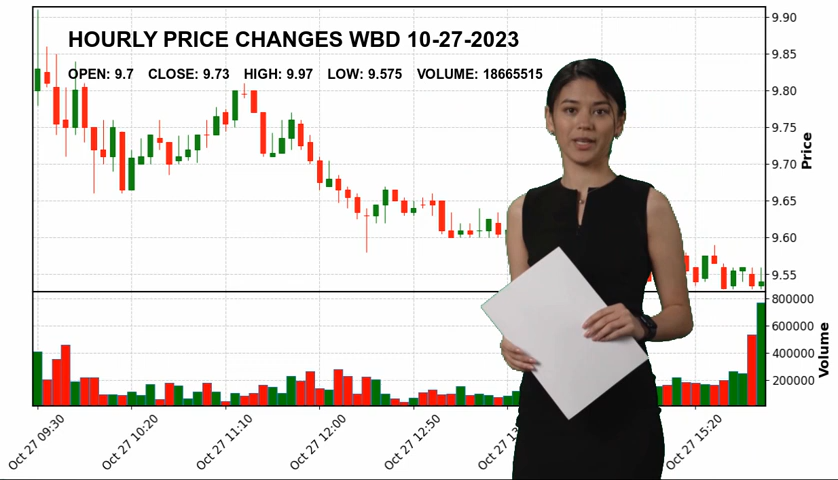 HOURLY PRICE CHANGES WBD 10-27-2023
OPEN: 9.7 CLOSE: 9.73 HIGH: 9.97 LOW: 9.575 VOLUME: 18665515
9.90
9.85
9.80
9.75
9.70
9.65
9.60
9.55
Price
800000
600000
400000
200000
Volume
Oct 27 09:30
Oct 27 10:20
Oct 27 11:10
Oct 27 12:00
Oct 27 12:50
Oct 27
Oct 27 15:20